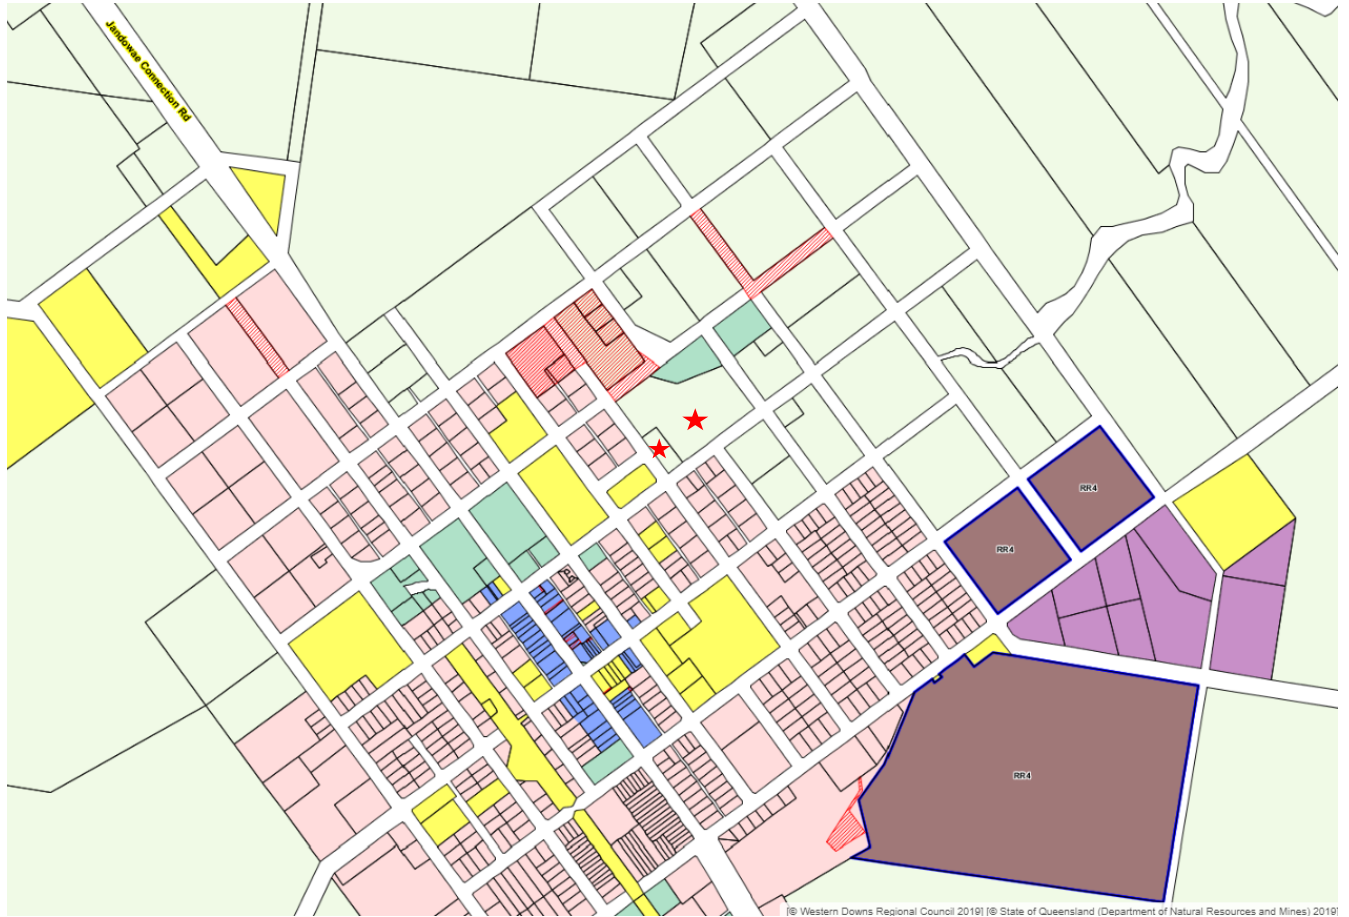 Jandowae Connection Rd
RR4
RR4
RR4
[© Western Downs Regional Council 2019] [© State of Queensland (Department of Natural Resources and Mines) 2019]